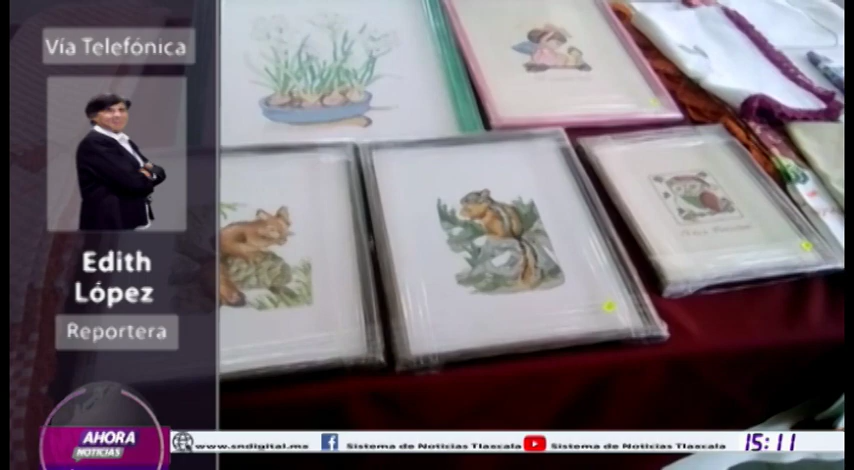 Vía Telefónica
Edith
López
Reportera
AHORA
NOTICIAS
www.sndigital.mx
Sistema de Noticias Tlaxcala
Sistema de Noticias Tlaxcala
15:11